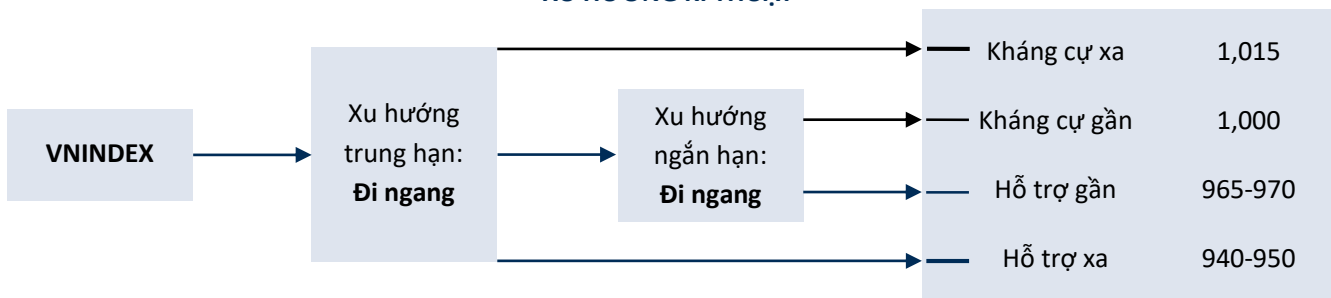 VNINDEX
Xu hướng
trung hạn:
Đi ngang
Xu hướng
ngắn hạn:
Đi ngang
Kháng cự xa 1,015
Kháng cự gần 1,000
Hỗ trợ gần 965-970
Hỗ trợ xa 940-950